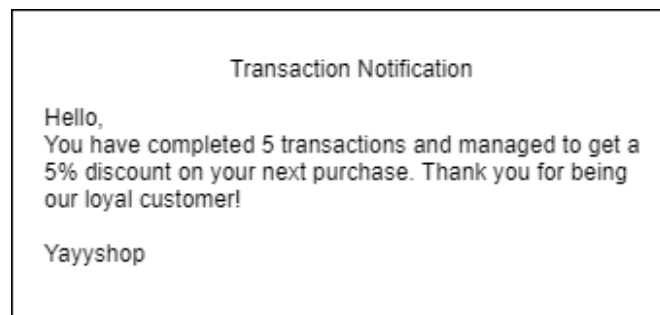 Transaction Notification
Hello,
You have completed 5 transactions and managed to get a
5% discount on your next purchase. Thank you for being
our loyal customer!
Yayyshop